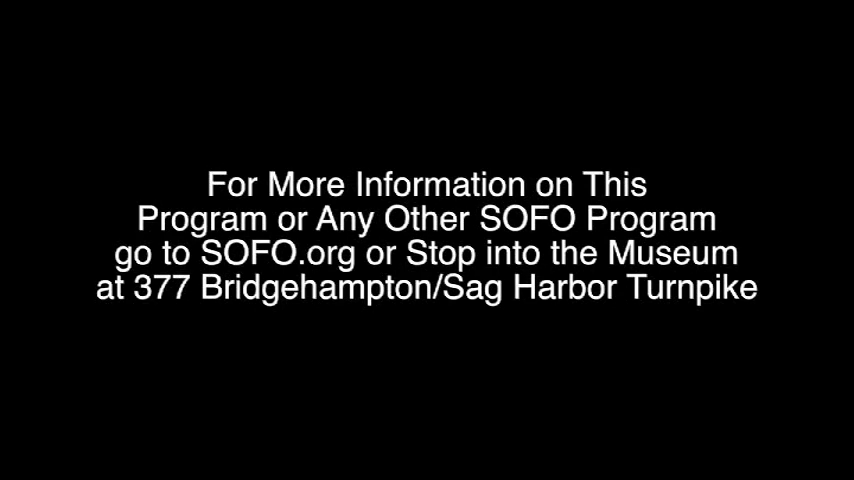 For More Information on This
Program or Any Other SOFO Program
go to SOFO.org or Stop into the Museum
at 377 Bridgehampton/Sag Harbor Turnpike